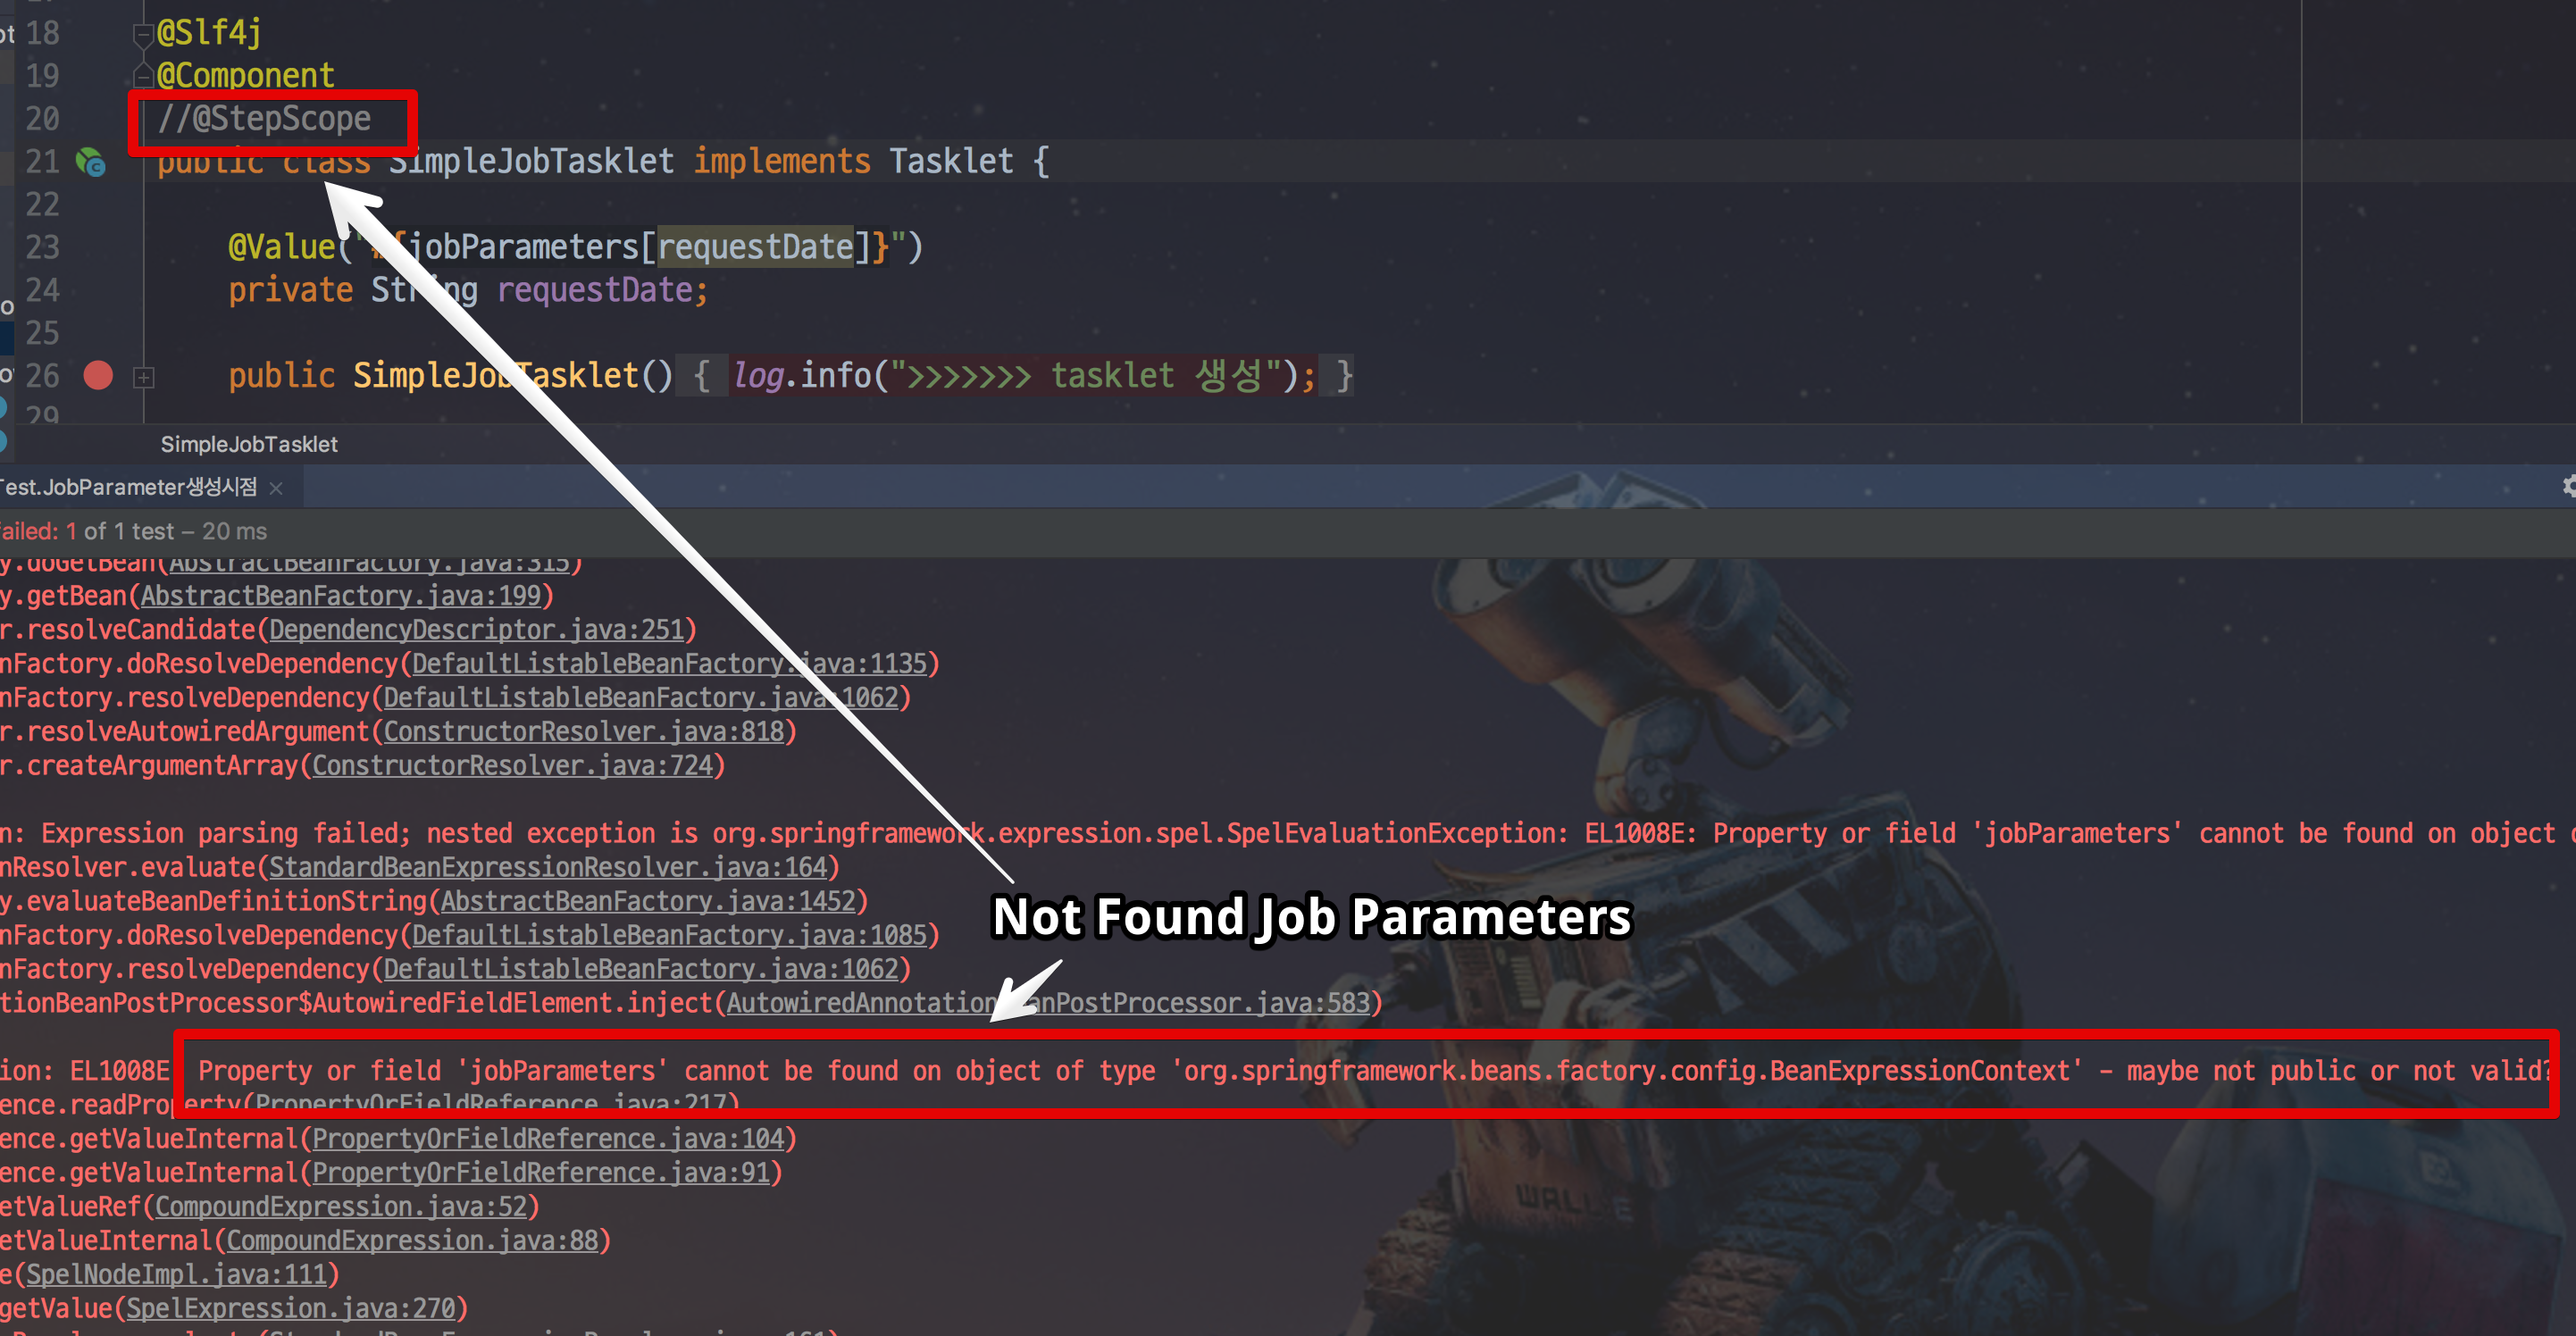 18 @Slf4j
19 @Component
20 //@StepScope
21 public class SimpleJobTasklet implements Tasklet {
22
23 @Value("#{jobParameters[requestDate]}")
24 private String requestDate;
25
26 public SimpleJobTasklet() { log.info(">>>>>>> tasklet 생성"); }
29
SimpleJobTasklet
Test.JobParameter생성시점
failed: 1 of 1 test – 20 ms
y.doGetBean(AbstractBeanFactory.java:315)
y.getBean(AbstractBeanFactory.java:199)
r.resolveCandidate(DependencyDescriptor.java:251)
nFactory.doResolveDependency(DefaultListableBeanFactory.java:1135)
nFactory.resolveDependency(DefaultListableBeanFactory.java:1062)
r.resolveAutowiredArgument(ConstructorResolver.java:818)
r.createArgumentArray(ConstructorResolver.java:724)
n: Expression parsing failed; nested exception is org.springframework.expression.spel.SpelEvaluationException: EL1008E: Property or field 'jobParameters' cannot be found on object
nResolver.evaluate(StandardBeanExpressionResolver.java:164)
y.evaluateBeanDefinitionString(AbstractBeanFactory.java:1452)
Not Found Job Parameters
nFactory.doResolveDependency(DefaultListableBeanFactory.java:1085)
nFactory.resolveDependency(DefaultListableBeanFactory.java:1062)
tionBeanPostProcessor$AutowiredFieldElement.inject(AutowiredAnnotationBeanPostProcessor.java:583)
ion: EL1008E: Property or field 'jobParameters' cannot be found on object of type 'org.springframework.beans.factory.config.BeanExpressionContext' - maybe not public or not valid?
ence.readProperty(PropertyOrFieldReference.java:217)
ence.getValueInternal(PropertyOrFieldReference.java:104)
ence.getValueInternal(PropertyOrFieldReference.java:91)
etValueRef(CompoundExpression.java:52)
etValueInternal(CompoundExpression.java:88)
e(SpelNodeImpl.java:111)
getValue(SpelExpression.java:270)
WALL